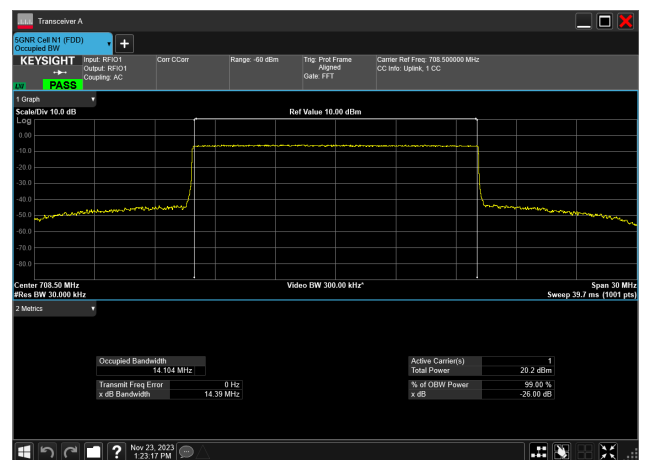 Transceiver A
5GNR Cell N1 (FDD)
Occupied BW
KEYSIGHT
LV PASS
Input: RFIO1
Output: RFIO1
Coupling: AC
Corr CCorr
Range: -60 dBm
Trig: Prot Frame
Aligned
Gate: FFT
Carrier Ref Freq: 708.500000 MHz
CC Info: Uplink, 1 CC
1 Graph
Scale/Div 10.0 dB
Ref Value 10.00 dBm
Log
0.00
-10.0
-20.0
-30.0
-40.0
-50.0
-60.0
-70.0
-80.0
Center 708.50 MHz
Video BW 300.00 kHz^
Span 30 MHz
#Res BW 30.000 kHz
Sweep 39.7 ms (1001 pts)
2 Metrics
Occupied Bandwidth
14.104 MHz
Transmit Freq Error 0 Hz
x dB Bandwidth 14.39 MHz
Active Carrier(s) 1
Total Power 20.2 dBm
% of OBW Power 99.00 %
x dB -26.00 dB
Nov 23, 2023
1:23:17 PM